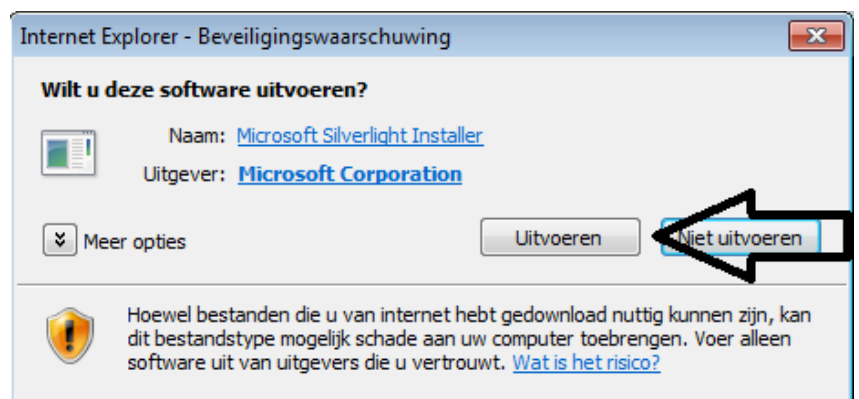 Internet Explorer - Beveiligingswaarschuwing
Wilt u deze software uitvoeren?
Naam: Microsoft Silverlight Installer
Uitgever: Microsoft Corporation
Meer opties
Uitvoeren
Niet uitvoeren
Hoewel bestanden die u van internet hebt gedownload nuttig kunnen zijn, kan
dit bestandstype mogelijk schade aan uw computer toebrengen. Voer alleen
software uit van uitgevers die u vertrouwt. Wat is het risico?